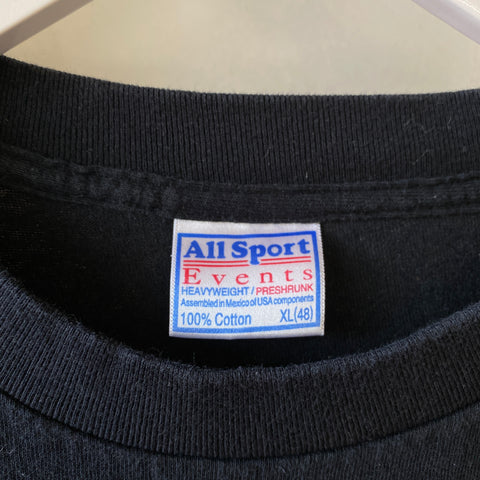 All Sport
Events
HEAVYWEIGHT / PRESHRUNK
Assembled in Mexico of USA components
100% Cotton XL(48)